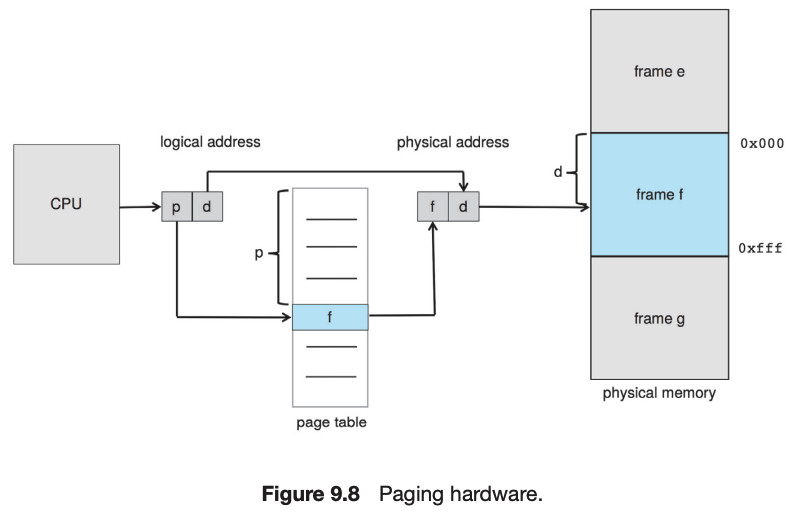 frame e
logical address
physical address
0x000
d
CPU
p d
f d
frame f
p
0xfff
f
frame g
physical memory
page table
Figure 9.8 Paging hardware.